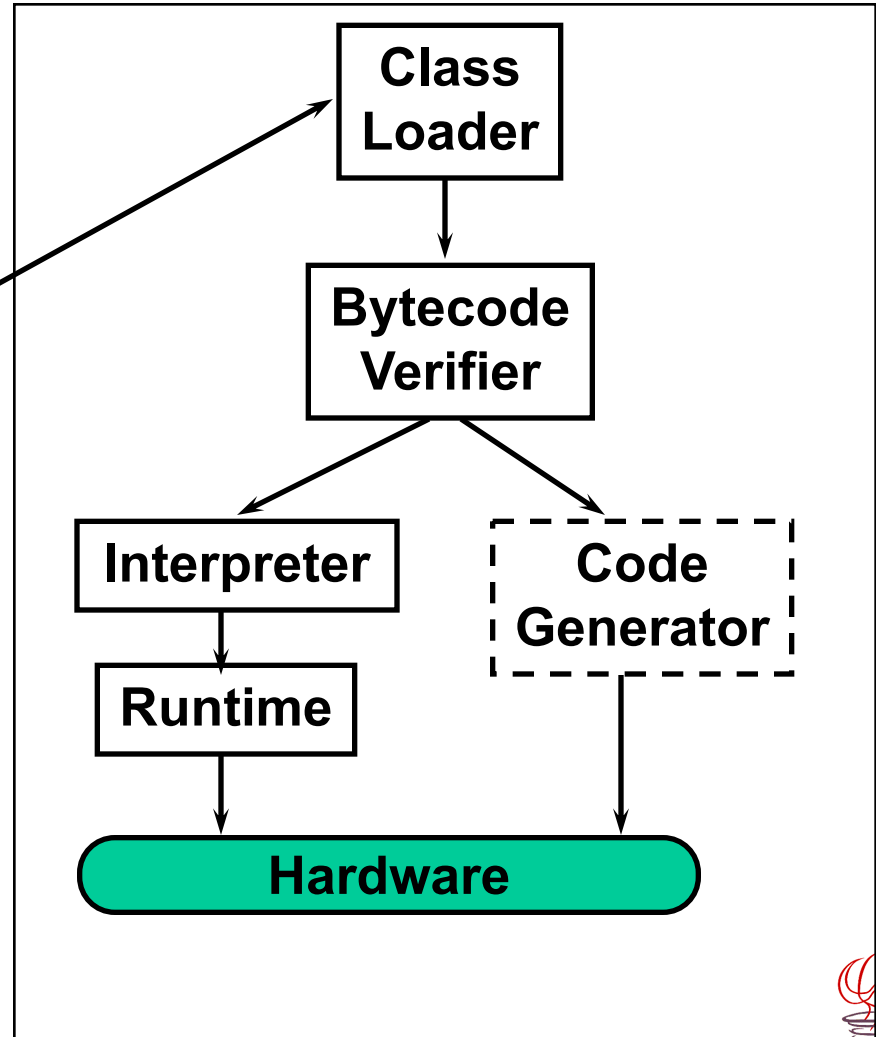 Class
Loader
Bytecode
Verifier
Interpreter
Code
Generator
Runtime
Hardware